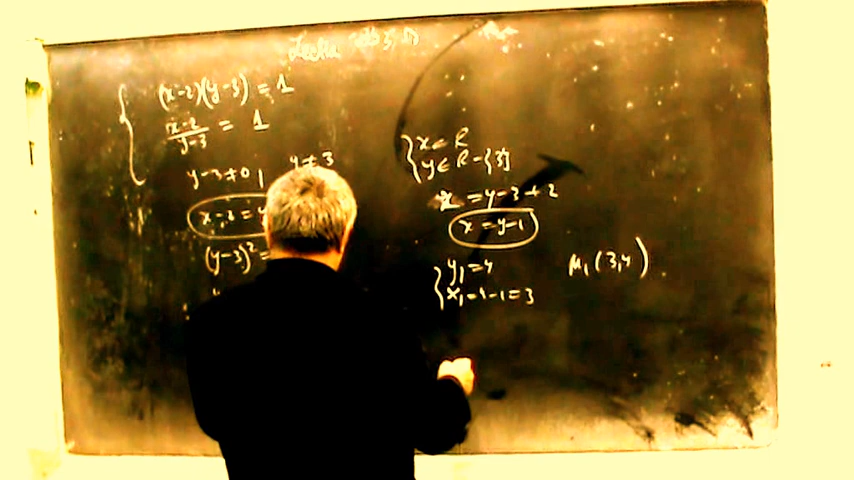 (x-2)(y-3) = 1
x-2/y-3 = 1
y-3≠0, y≠3
x-2=
(y-3)²=
x∈R
y∈R-{3}
x = y-3+2
x = y-1
y₁=4
x₁=4-1=3
M₁(3,4)